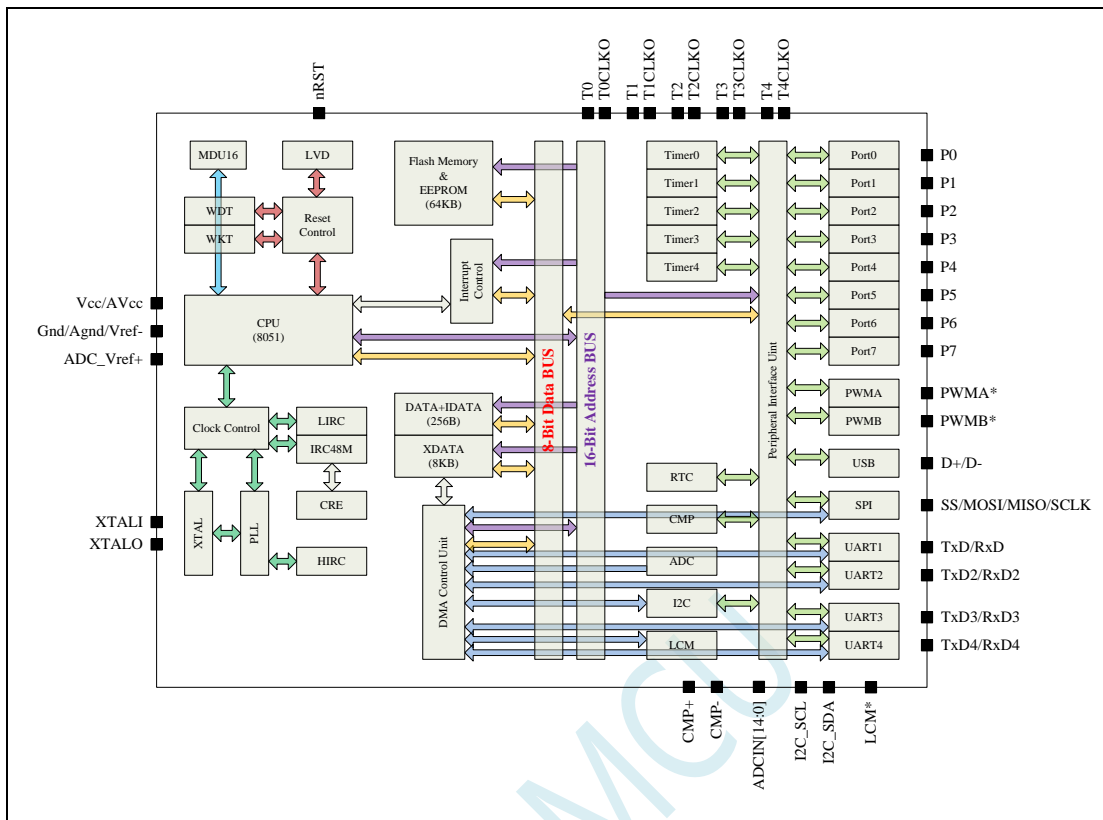 nRST
T0
T0CLKO
T1
T1CLKO
T2
T2CLKO
T3
T3CLKO
T4
T4CLKO
MDU16
LVD
WDT
WKT
Reset
Control
Flash Memory
&
EEPROM
(64KB)
Interrupt
Control
Vcc/AVcc
Gnd/Agnd/Vref-
ADC_Vref+
CPU
(8051)
Clock Control
LIRC
IRC48M
CRE
XTAL
PLL
HIRC
XTALI
XTALO
DATA+IDATA
(256B)
XDATA
(8KB)
DMA Control Unit
8-Bit Data BUS
16-Bit Address BUS
Timer0
Timer1
Timer2
Timer3
Timer4
RTC
CMP
ADC
I2C
LCM
Peripheral Interface Uint
Port0
Port1
Port2
Port3
Port4
Port5
Port6
Port7
PWMA
PWMB
USB
SPI
UART1
UART2
UART3
UART4
P0
P1
P2
P3
P4
P5
P6
P7
PWMA*
PWMB*
D+/D-
SS/MOSI/MISO/SCLK
TxD/RxD
TxD2/RxD2
TxD3/RxD3
TxD4/RxD4
CMP+
CMP-
ADCIN[14:0]
I2C_SCL
I2C_SDA
LCM*
MCU